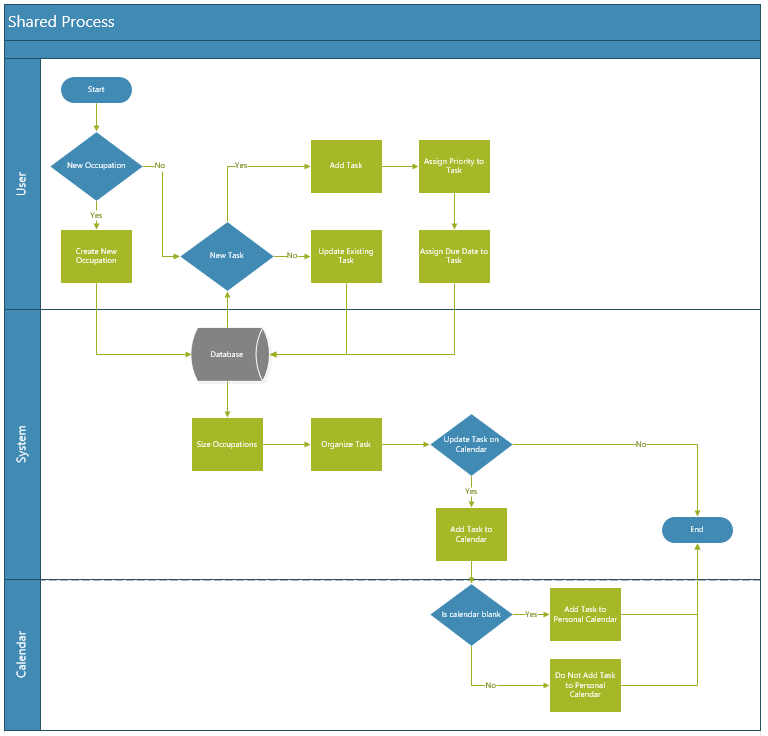 Shared Process
User
Start
New Occupation
No
Yes
Create New
Occupation
New Task
Yes
Add Task
Assign Priority to
Task
No
Update Existing
Task
Assign Due Date to
Task
System
Database
Size Occupations
Organize Task
Update Task on
Calendar
No
Yes
Add Task to
Calendar
End
Calendar
Is calendar blank
Yes
Add Task to
Personal Calendar
No
Do Not Add Task
to Personal
Calendar